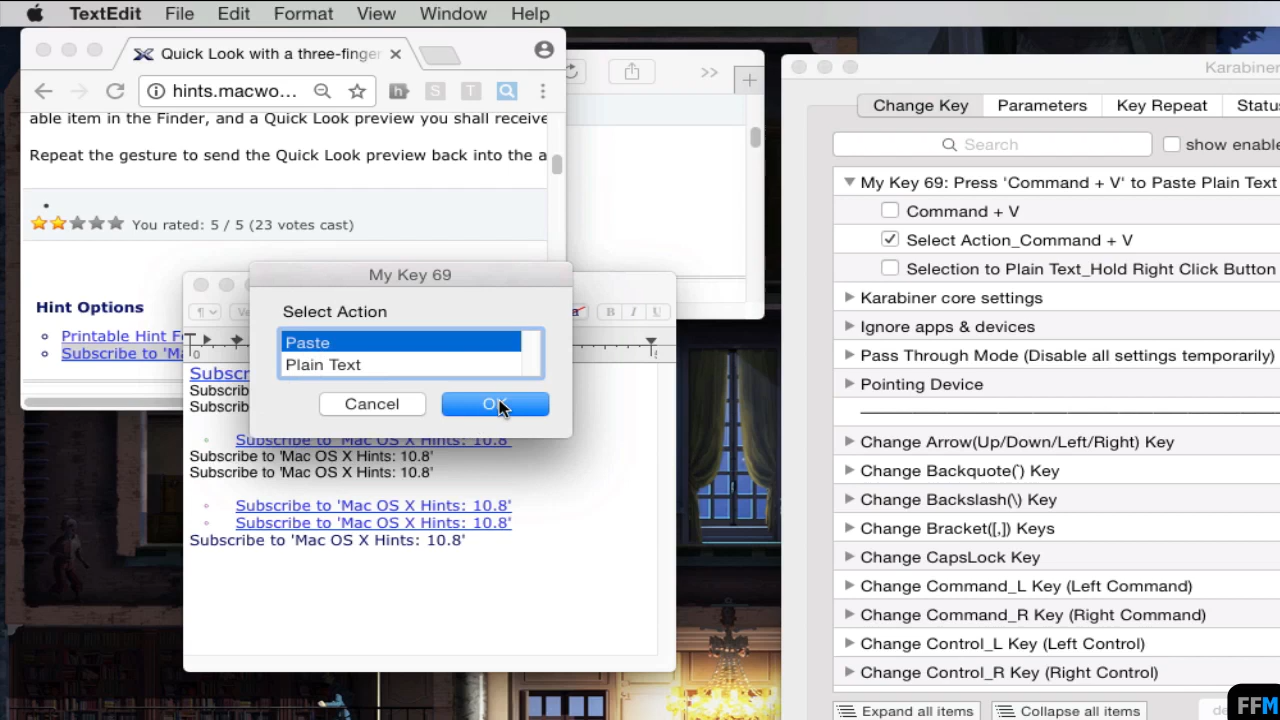 TextEdit File Edit Format View Window Help
Quick Look with a three-finger
hints.macwo...
able item in the Finder, and a Quick Look preview you shall receive
Repeat the gesture to send the Quick Look preview back into the a
You rated: 5 / 5 (23 votes cast)
Hint Options
Printable Hint F
Subscribe to 'Ma
My Key 69
Select Action
Paste
Plain Text
Cancel OK
B I U
0
Subscr
Subscrib
Subscrib
Subscribe to 'Mac OS X Hints: 10.8'
Subscribe to 'Mac OS X Hints: 10.8'
Subscribe to 'Mac OS X Hints: 10.8'
Subscribe to 'Mac OS X Hints: 10.8'
Subscribe to 'Mac OS X Hints: 10.8'
Subscribe to 'Mac OS X Hints: 10.8'
Karabiner
Change Key Parameters Key Repeat Statu
Search show enable
My Key 69: Press 'Command + V' to Paste Plain Text
Command + V
Select Action_Command + V
Selection to Plain Text_Hold Right Click Button
Karabiner core settings
Ignore apps & devices
Pass Through Mode (Disable all settings temporarily)
Pointing Device
Change Arrow(Up/Down/Left/Right) Key
Change Backquote(`) Key
Change Backslash(\) Key
Change Bracket([,]) Keys
Change CapsLock Key
Change Command_L Key (Left Command)
Change Command_R Key (Right Command)
Change Control_L Key (Left Control)
Change Control_R Key (Right Control)
Expand all items Collapse all items de
FFM